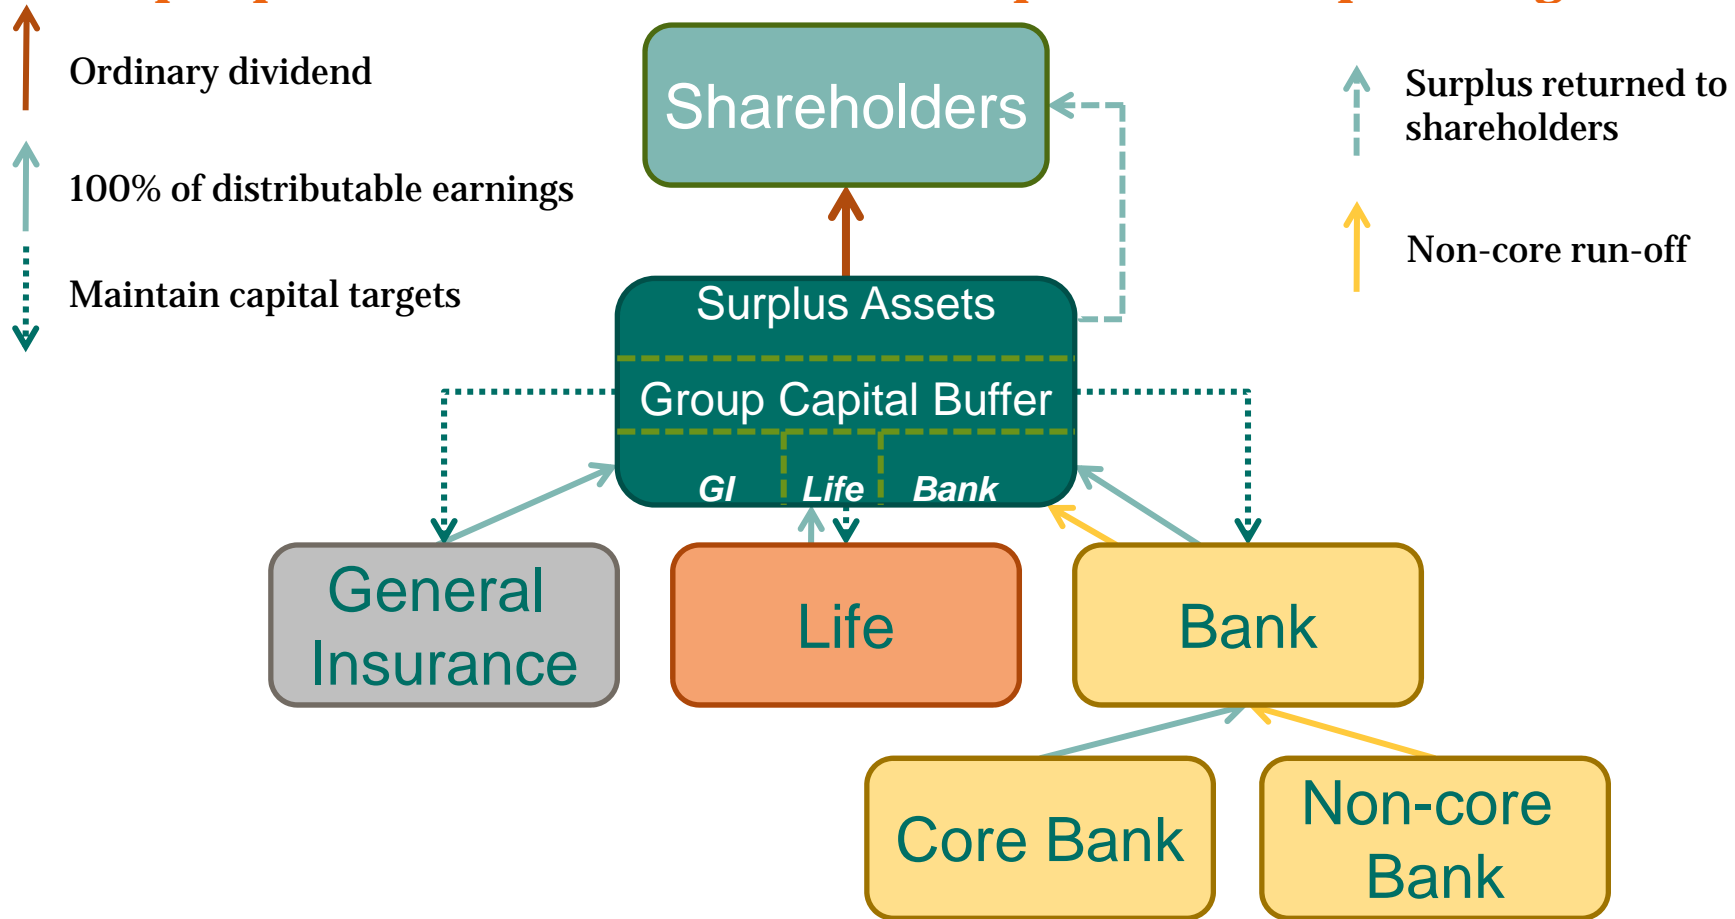 Ordinary dividend
100% of distributable earnings
Maintain capital targets
Shareholders
Surplus returned to
shareholders
Non-core run-off
Surplus Assets
Group Capital Buffer
GI Life Bank
General
Insurance
Life
Bank
Core Bank
Non-core
Bank